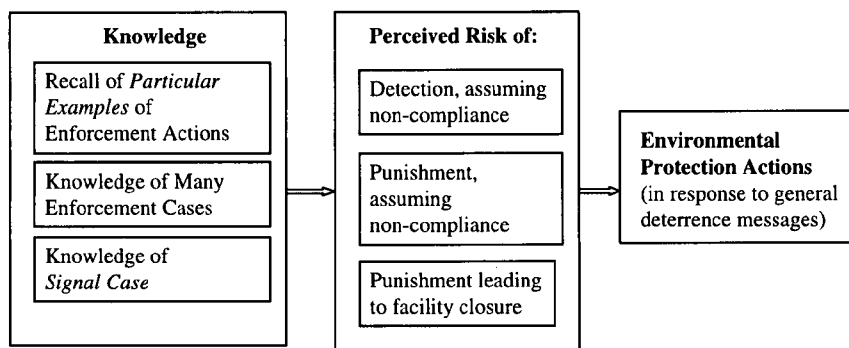 Knowledge
Recall of Particular
Examples of
Enforcement Actions
Knowledge of Many
Enforcement Cases
Knowledge of
Signal Case
Perceived Risk of:
Detection, assuming
non-compliance
Punishment,
assuming
non-compliance
Punishment leading
to facility closure
Environmental
Protection Actions
(in response to general
deterrence messages)